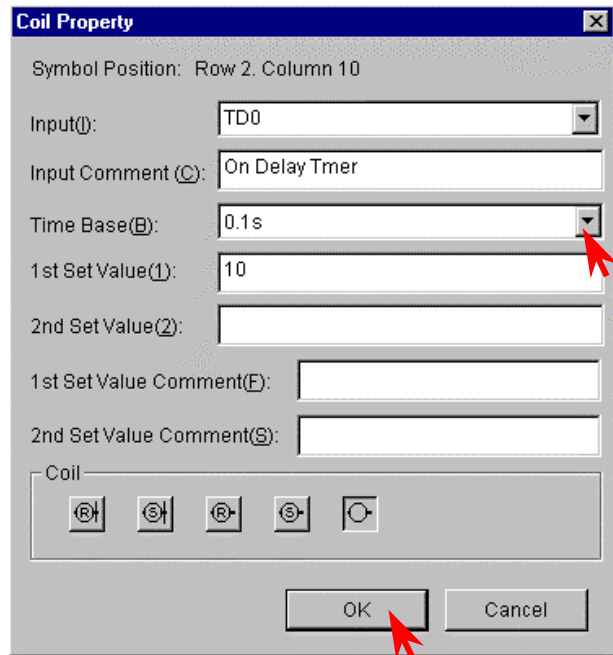 Coil Property
Symbol Position: Row 2. Column 10
Input(I): TD0
Input Comment (C): On Delay Tmer
Time Base(B): 0.1s
1st Set Value(1): 10
2nd Set Value(2):
1st Set Value Comment(F):
2nd Set Value Comment(S):
Coil
R S R S
OK Cancel